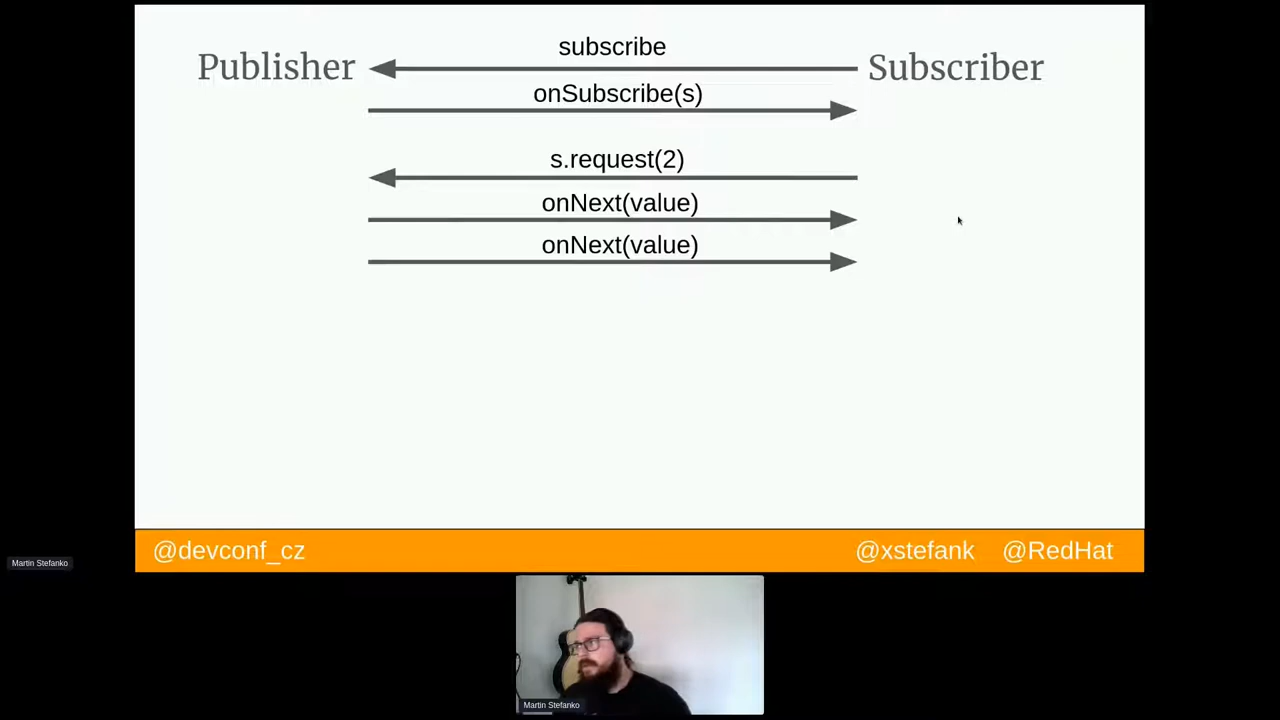 subscribe
Publisher
Subscriber
onSubscribe(s)
s.request(2)
onNext(value)
onNext(value)
@devconf_cz
@xstefank @RedHat
Martin Stefanko
Martin Stefanko